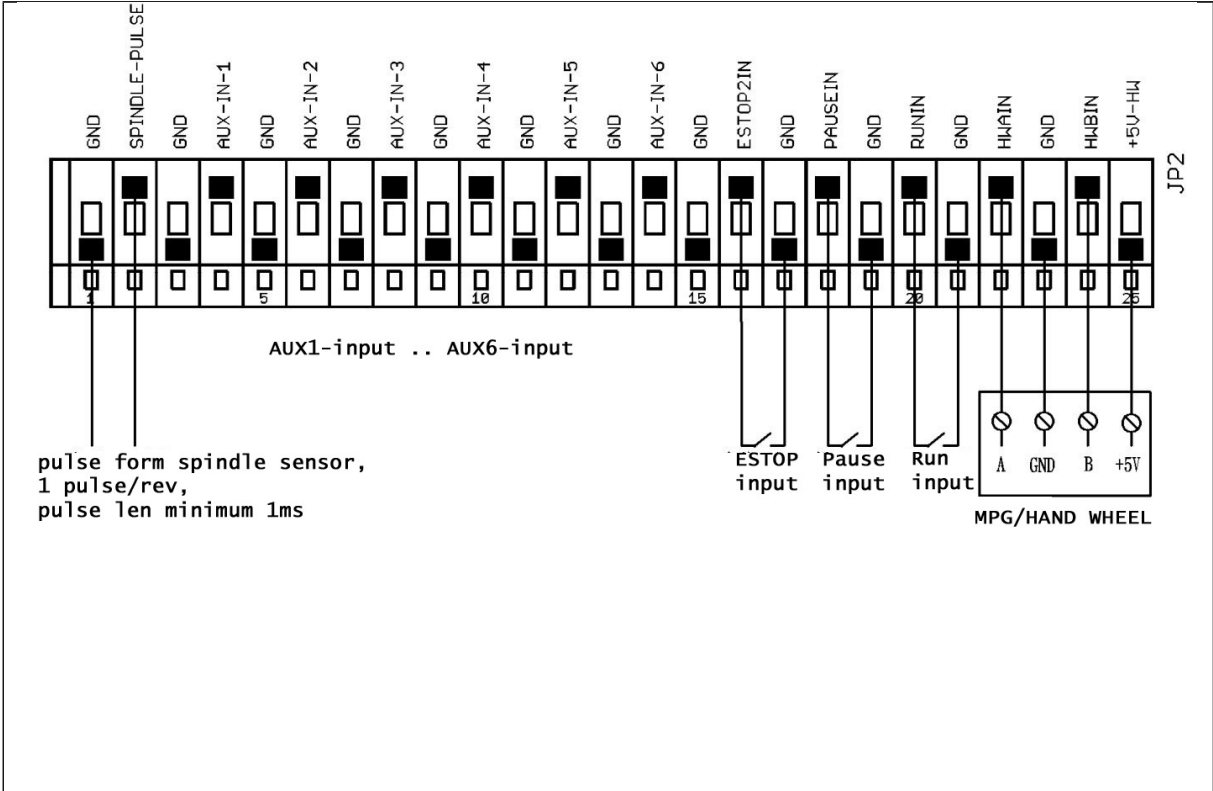 GND
SPINDLE-PULSE
GND
AUX-IN-1
GND
AUX-IN-2
GND
AUX-IN-3
GND
AUX-IN-4
GND
AUX-IN-5
GND
AUX-IN-6
GND
ESTOP2IN
GND
PAUSEIN
GND
RUNIN
GND
HWAIN
GND
HWBIN
+5V-HW
JP2
1 5 10 15 20 25
AUX1-input .. AUX6-input
pulse form spindle sensor,
1 pulse/rev,
pulse len minimum 1ms
ESTOP
input
Pause
input
Run
input
A GND B +5V
MPG/HAND WHEEL